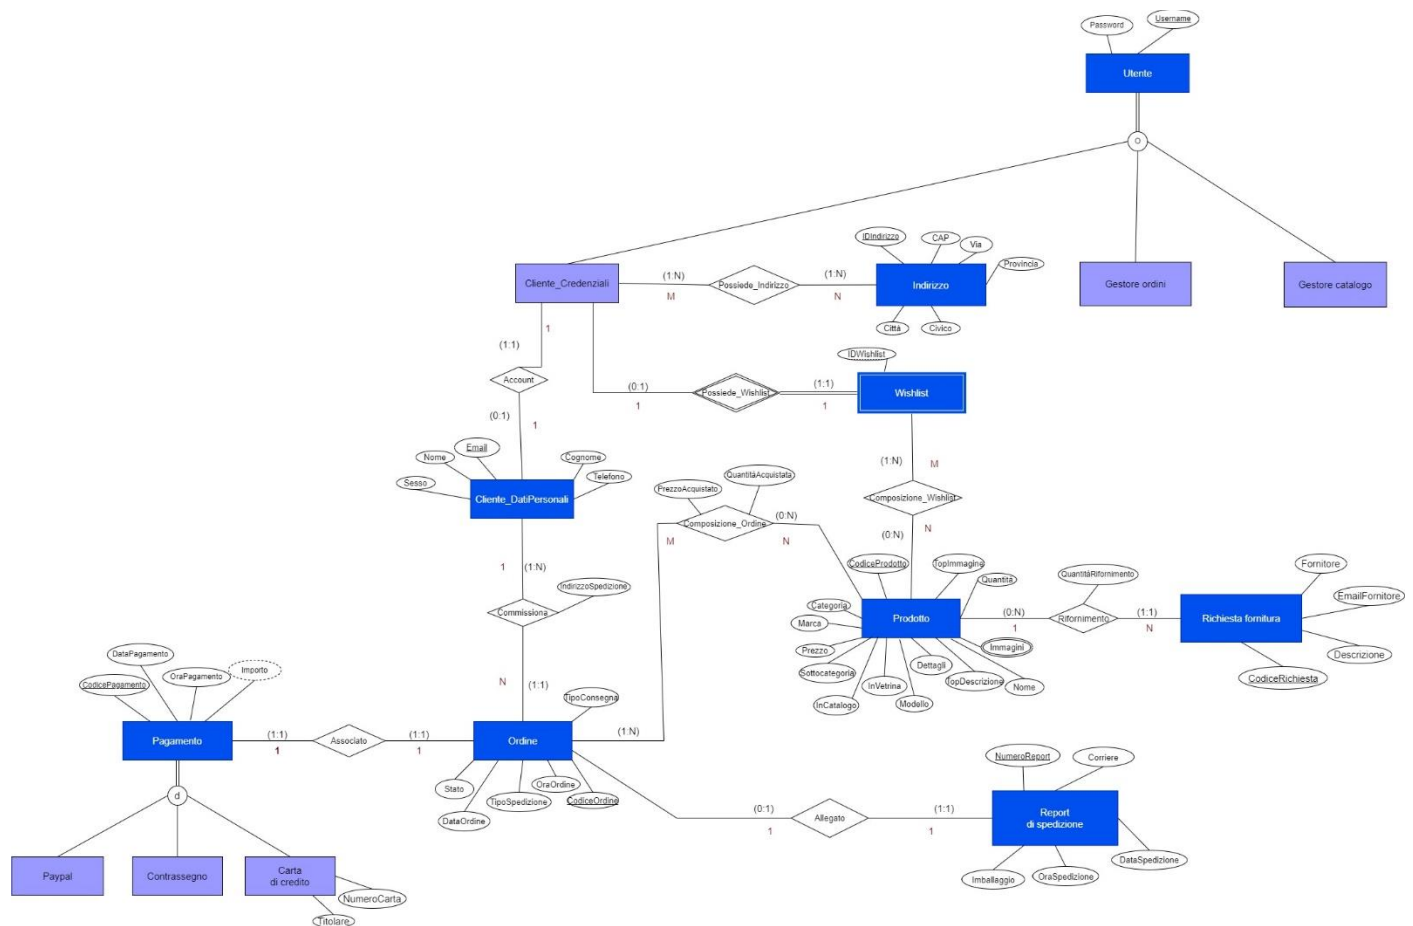 Password
Username
Utente
o
Cliente_Credenziali
(1:N)
M
Possiede_Indirizzo
(1:N)
N
IDIndirizzo
CAP
Via
Provincia
Indirizzo
Città
Civico
Gestore ordini
Gestore catalogo
1
(1:1)
Account
(0:1)
1
(0:1)
1
Possiede_Wishlist
(1:1)
1
IDWishlist
Wishlist
(1:N)
M
Composizione_Wishlist
N
(0:N)
Sesso
Nome
Email
Cognome
Telefono
Cliente_DatiPersonali
PrezzoAcquistato
QuantitàAcquistata
Composizione_Ordine
(0:N)
M
N
1
(1:N)
IndirizzoSpedizione
Commissiona
N
(1:1)
CodiceProdotto
TopImmagine
Quantità
Categoria
Marca
Prodotto
Prezzo
Sottocategoria
InCatalogo
InVetrina
Modello
Dettagli
TopDescrizione
Nome
Immagini
(0:N)
1
QuantitàRifornimento
Rifornimento
(1:1)
N
Richiesta fornitura
Fornitore
EmailFornitore
Descrizione
CodiceRichiesta
DataPagamento
CodicePagamento
OraPagamento
Importo
Pagamento
(1:1)
1
Associato
(1:1)
1
TipoConsegna
Ordine
(1:N)
Stato
DataOrdine
TipoSpedizione
OraOrdine
CodiceOrdine
d
Paypal
Contrassegno
Carta
di credito
NumeroCarta
Titolare
(0:1)
1
Allegato
(1:1)
1
NumeroReport
Corriere
Report
di spedizione
Imballaggio
OraSpedizione
DataSpedizione